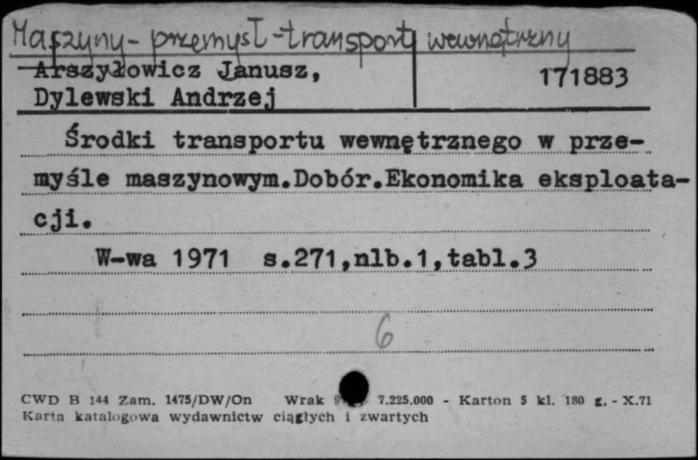 Maszyny - przemysł - transport wewnętrzny
Arszyłowicz Janusz,
171883
Dylewski Andrzej
Środki transportu wewnętrznego w prze-
myśle maszynowym.Dobór.Ekonomika eksploata-
cji.
W-wa 1971 s.271,nlb.1,tabl.3
6
CWD B 144 Zam. 1475/DW/On Wrak 7.225.000 - Karton 5 kl. 180 g. - X.71
Karta katalogowa wydawnictw ciągłych i zwartych